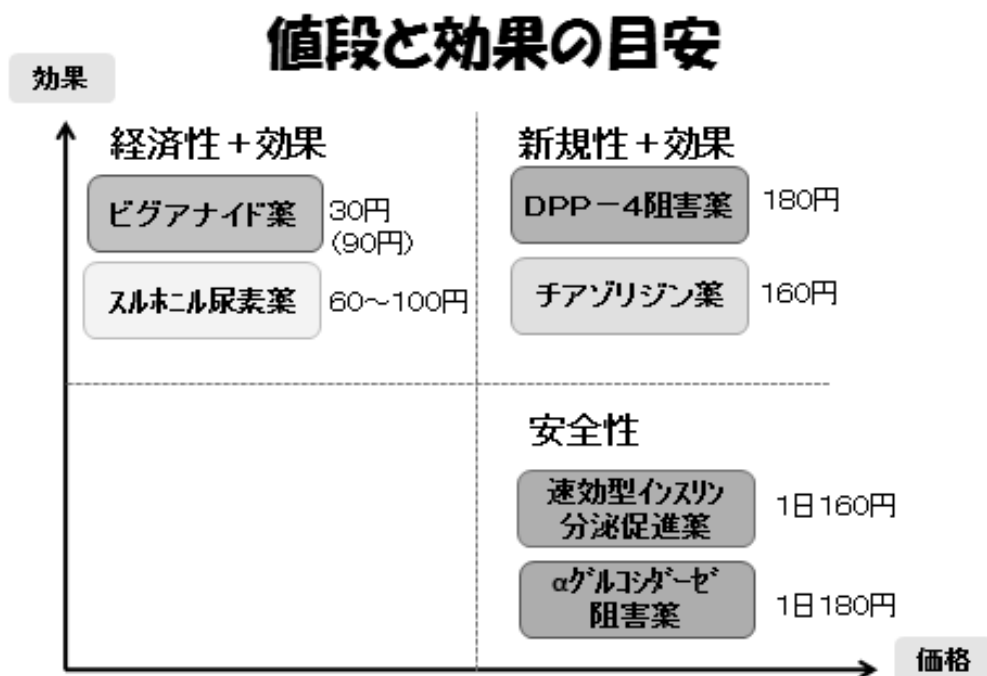 値段と効果の目安
効果
経済性+効果
ビグアナイド薬
30円
(90円)
スルホニル尿素薬
60~100円
新規性+効果
DPP-4阻害薬
180円
チアゾリジン薬
160円
安全性
速効型インスリン
分泌促進薬
1日160円
αグルコシダーゼ
阻害薬
1日180円
価格